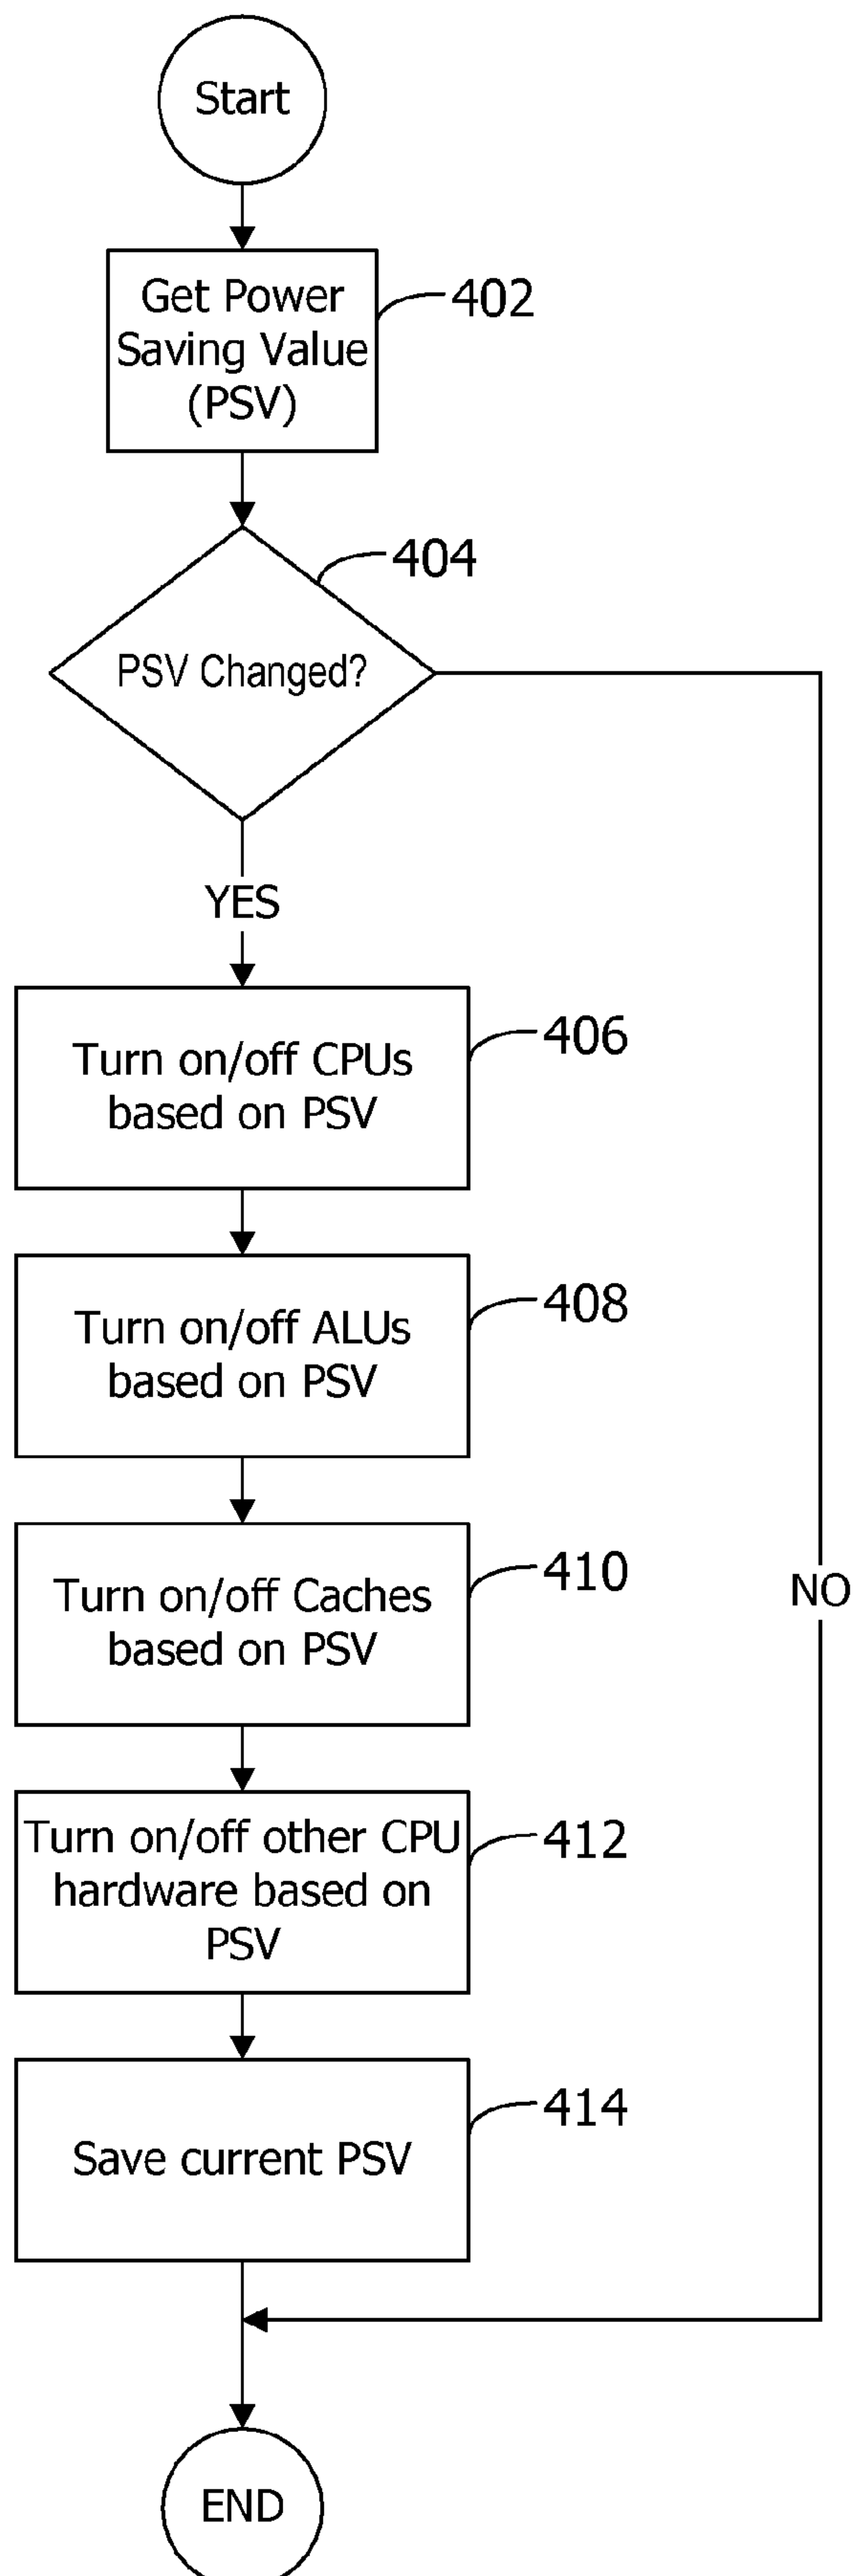 Start
Get Power
Saving Value
(PSV)
402
404
PSV Changed?
YES
Turn on/off CPUs
based on PSV
406
Turn on/off ALUs
based on PSV
408
Turn on/off Caches
based on PSV
410
NO
Turn on/off other CPU
hardware based on
PSV
412
Save current PSV
414
END